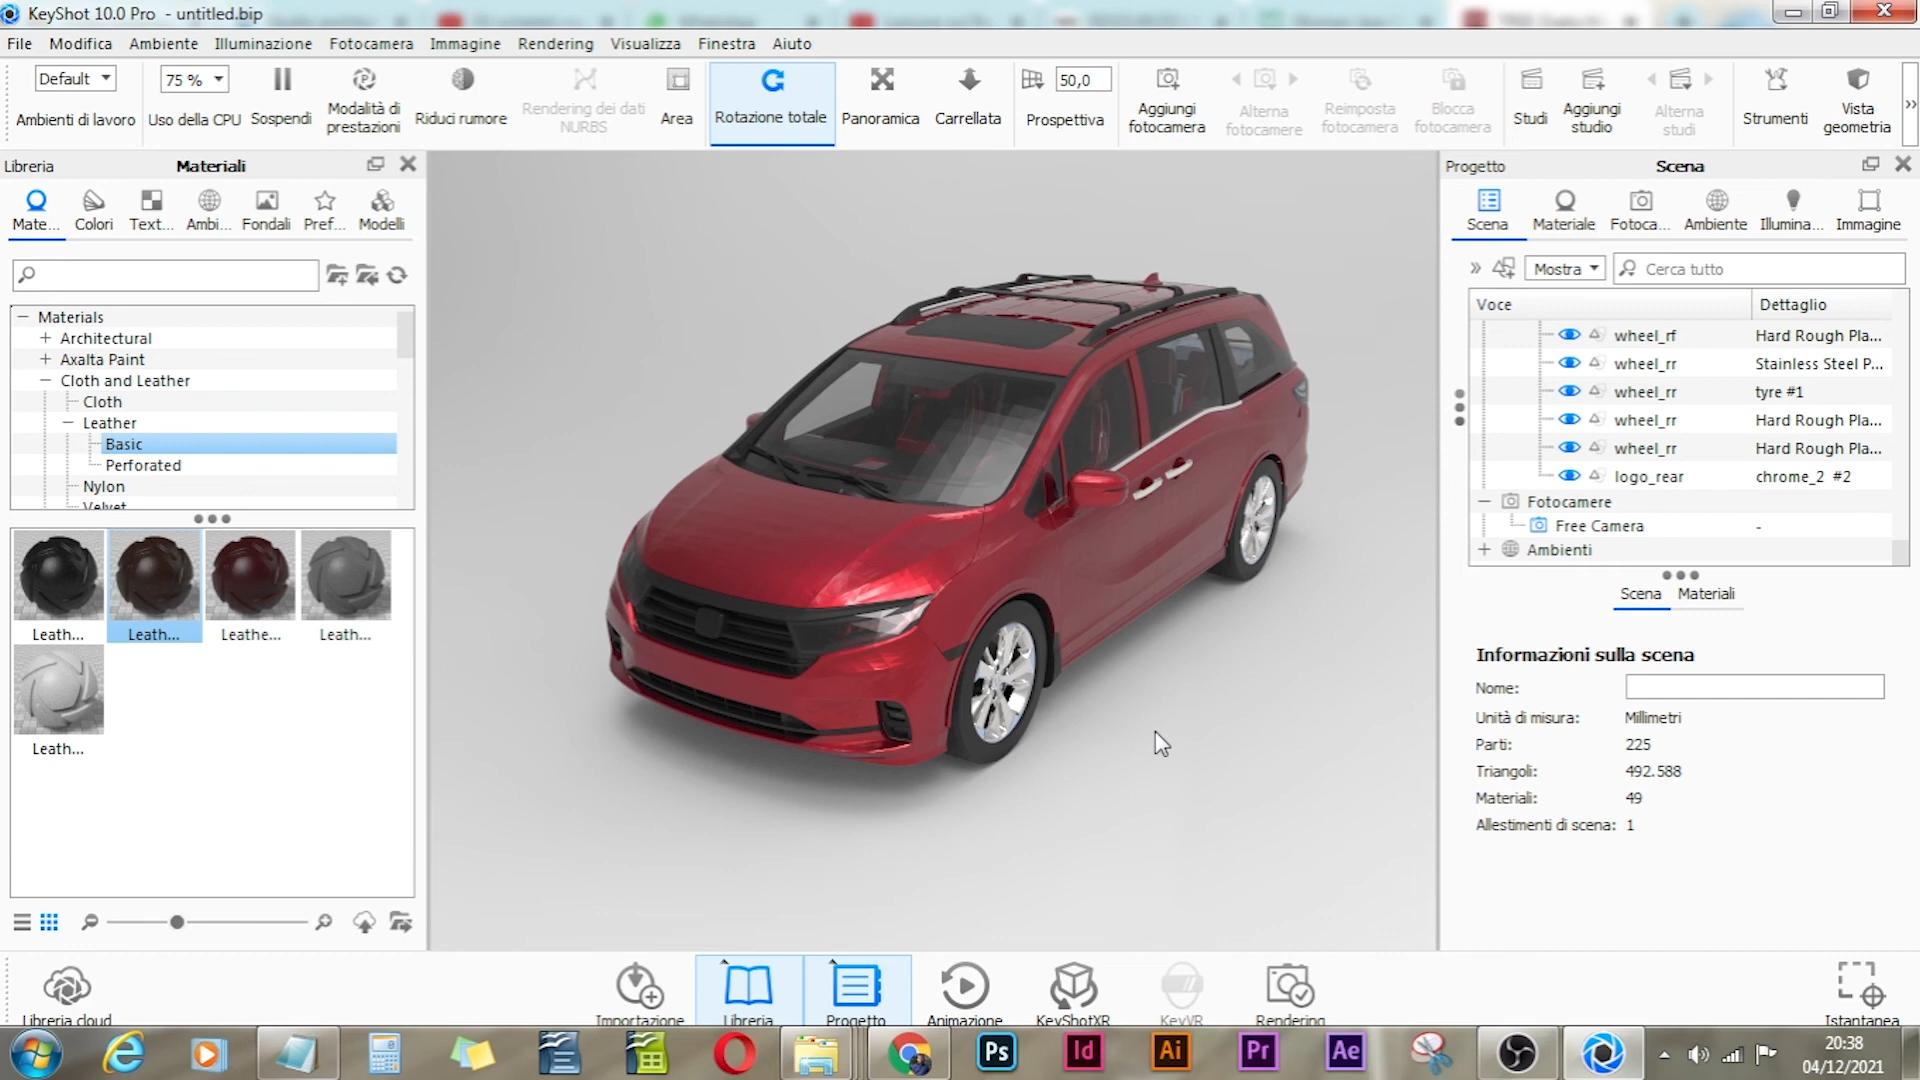 KeyShot 10.0 Pro - untitled.bip
File Modifica Ambiente Illuminazione Fotocamera Immagine Rendering Visualizza Finestra Aiuto
Default
75 %
50,0
Ambienti di lavoro
Uso della CPU
Sospendi
Modalità di
prestazioni
Riduci rumore
Rendering dei dati
NURBS
Area
Rotazione totale
Panoramica
Carrellata
Prospettiva
Aggiungi
fotocamera
Alterna
fotocamere
Reimposta
fotocamera
Blocca
fotocamera
Studi
Aggiungi
studio
Alterna
studi
Strumenti
Vista
geometria
Libreria
Materiali
Mate...
Colori
Text...
Ambi...
Fondali
Pref...
Modelli
Materials
Architectural
Axalta Paint
Cloth and Leather
Cloth
Leather
Basic
Perforated
Nylon
Velvet
Leath...
Leath...
Leathe...
Leath...
Leath...
Progetto
Scena
Scena
Materiale
Fotoca...
Ambiente
Illumina...
Immagine
Mostra
Cerca tutto
Voce Dettaglio
wheel_rf Hard Rough Pla...
wheel_rr Stainless Steel P...
wheel_rr tyre #1
wheel_rr Hard Rough Pla...
wheel_rr Hard Rough Pla...
logo_rear chrome_2 #2
Fotocamere
Free Camera -
Ambienti
Scena Materiali
Informazioni sulla scena
Nome:
Unità di misura: Millimetri
Parti: 225
Triangoli: 492.588
Materiali: 49
Allestimenti di scena: 1
Libreria cloud
Importazione
Libreria
Progetto
Animazione
KeyShotXR
KeyVR
Rendering
Istantanea
Ps
Id
Ai
Pr
Ae
20:38
04/12/2021